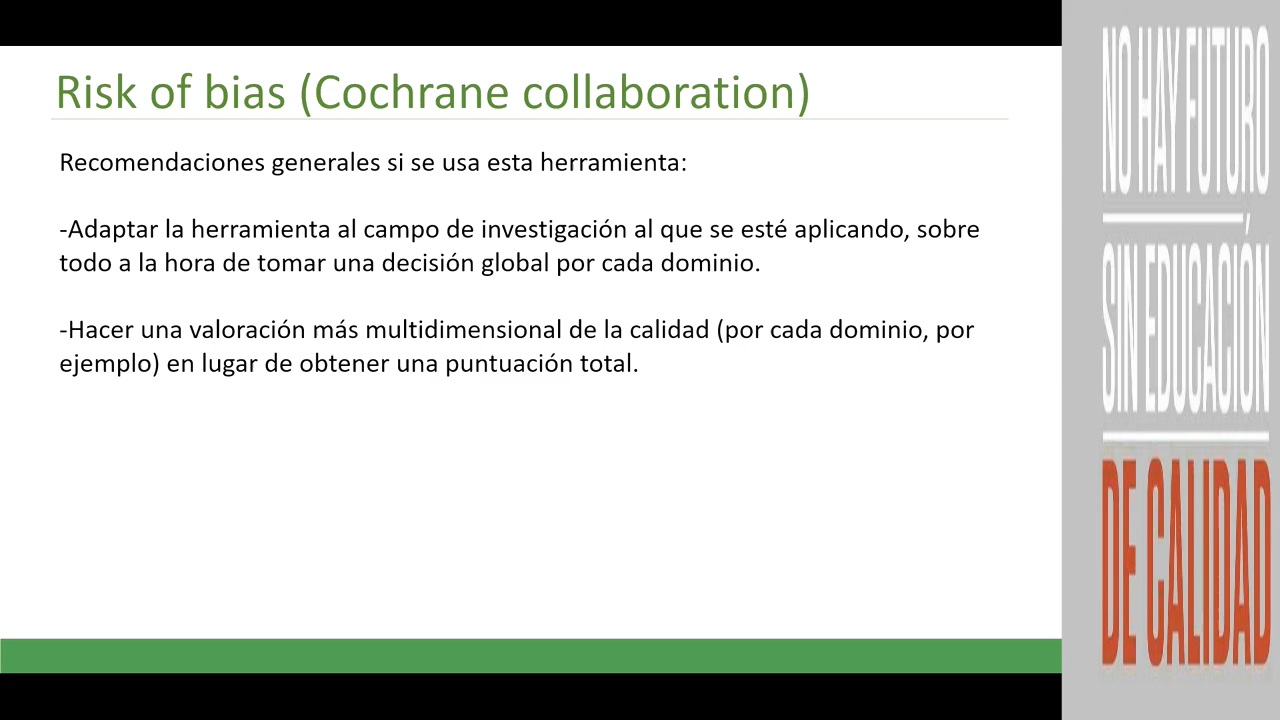 Risk of bias (Cochrane collaboration)
Recomendaciones generales si se usa esta herramienta:
-Adaptar la herramienta al campo de investigación al que se esté aplicando, sobre
todo a la hora de tomar una decisión global por cada dominio.
-Hacer una valoración más multidimensional de la calidad (por cada dominio, por
ejemplo) en lugar de obtener una puntuación total.
NO HAY FUTURO
SIN EDUCACIÓN
DE CALIDAD